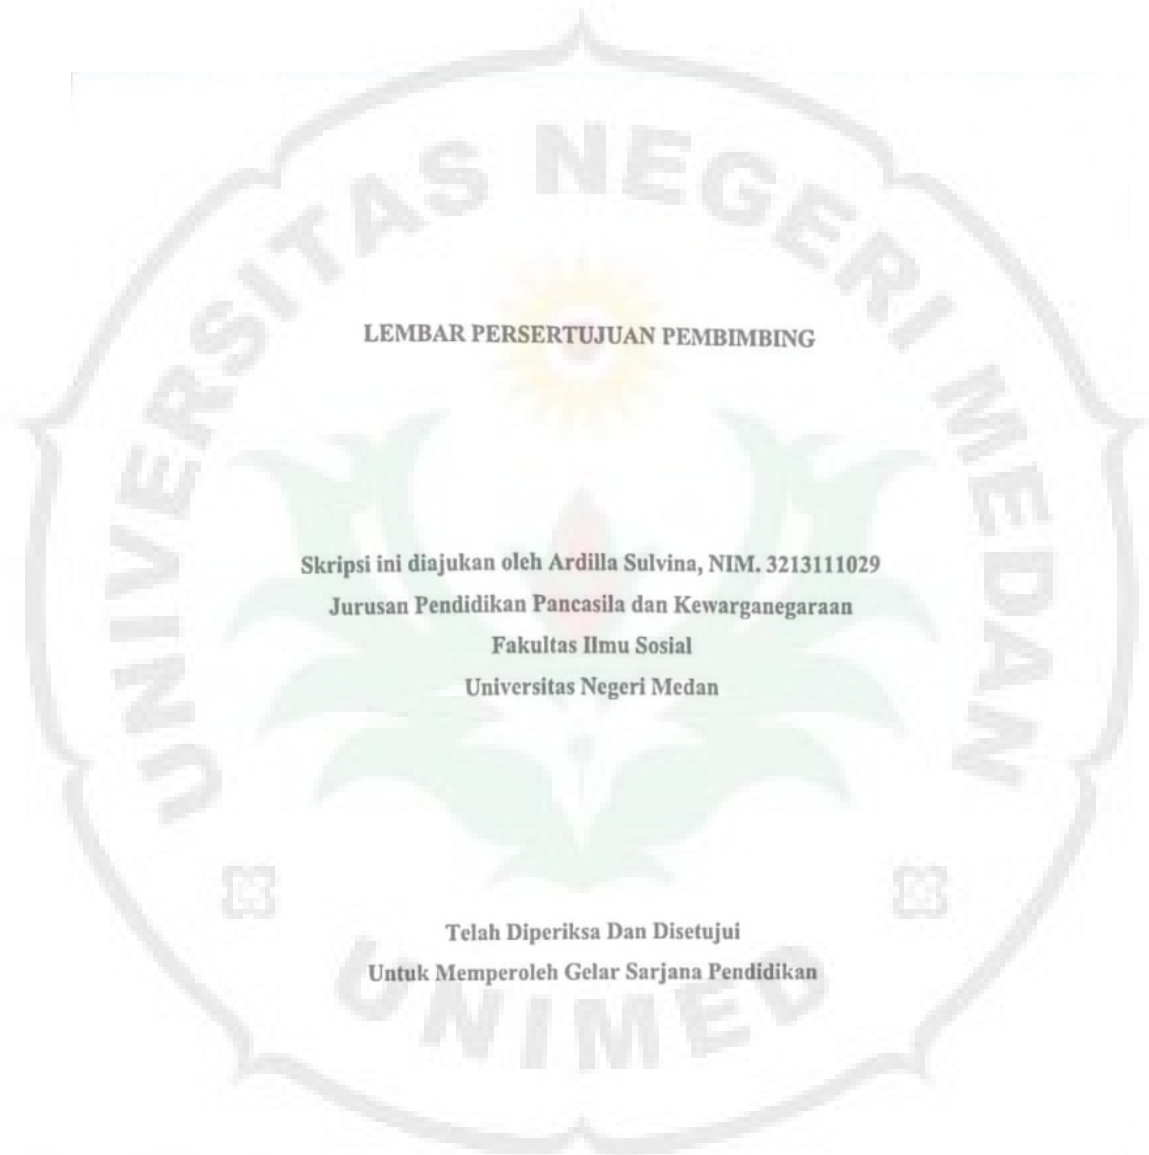 UNIVERSITAS NEGERI MEDAN
LEMBAR PERSERTUJUAN PEMBIMBING
Skripsi ini diajukan oleh Ardilla Sulvina, NIM. 3213111029
Jurusan Pendidikan Pancasila dan Kewarganegaraan
Fakultas Ilmu Sosial
Universitas Negeri Medan
Telah Diperiksa Dan Disetujui
Untuk Memperoleh Gelar Sarjana Pendidikan
UNIMED